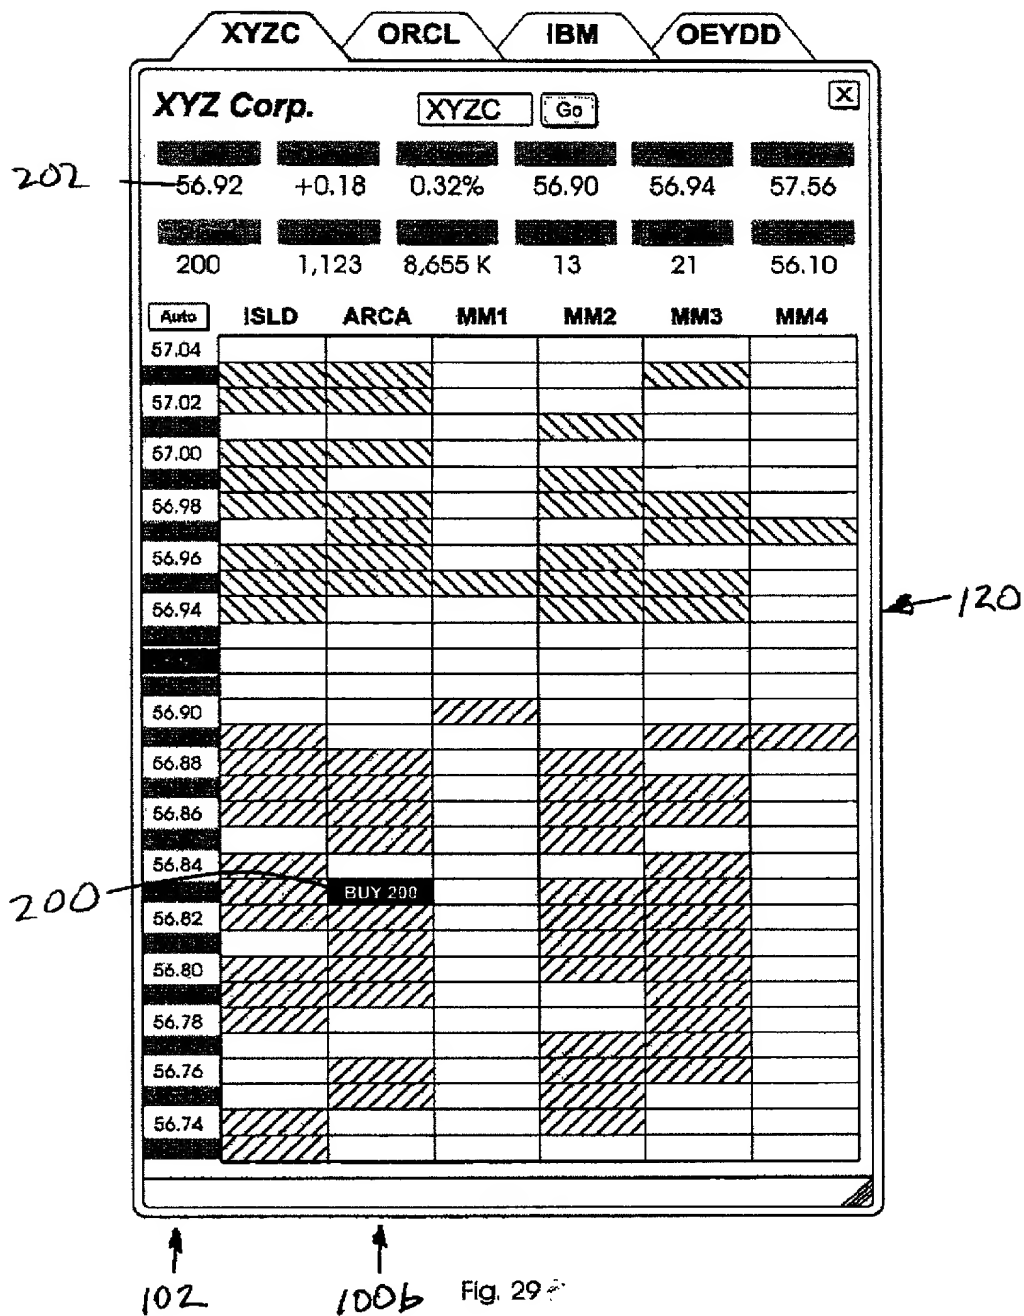 XYZC ORCL IBM OEYDD
XYZ Corp. XYZC Go X
202 56.92 +0.18 0.32% 56.90 56.94 57.56
200 1,123 8,655 K 13 21 56.10
Auto ISLD ARCA MM1 MM2 MM3 MM4
57.04
57.02
57.00
56.98
56.96
56.94
120
56.90
56.88
56.86
56.84
200 BUY 200
56.82
56.80
56.78
56.76
56.74
102 100b Fig. 29